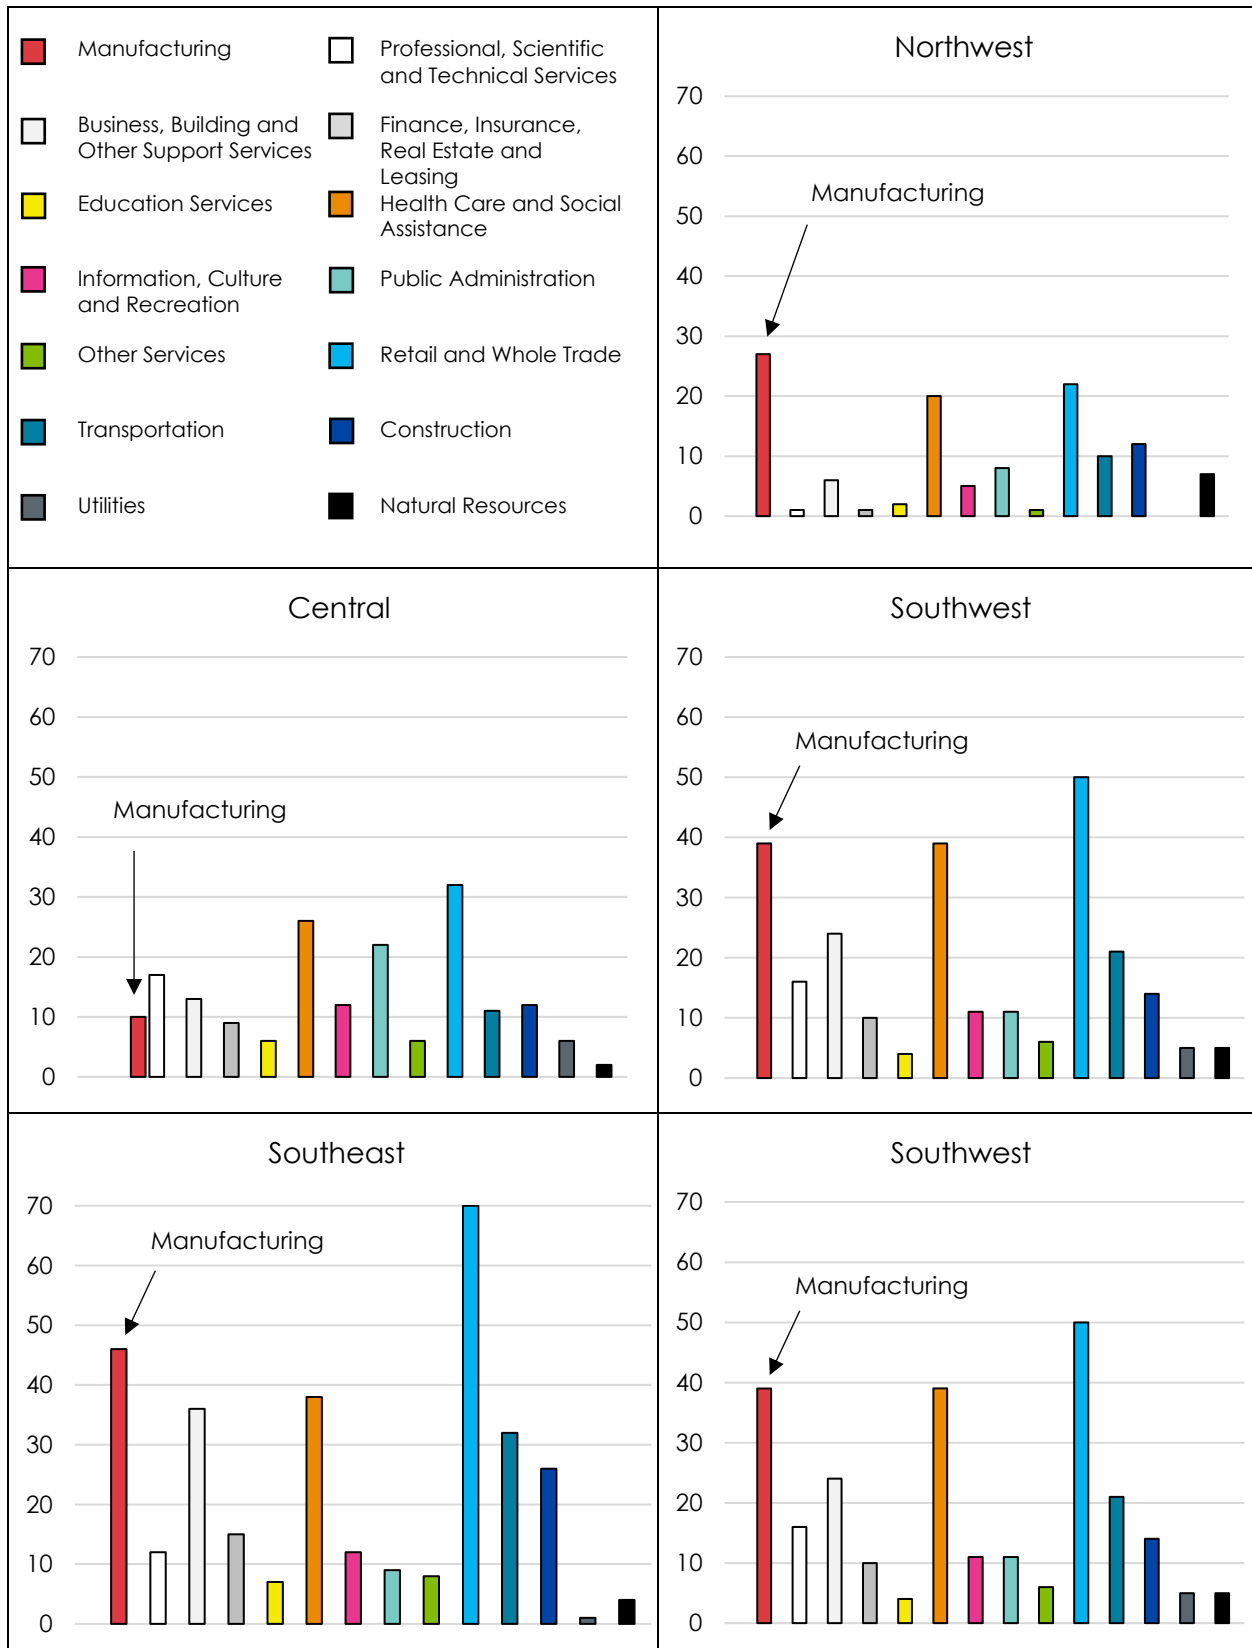 Manufacturing
Professional, Scientific
and Technical Services
Business, Building and
Other Support Services
Finance, Insurance,
Real Estate and
Leasing
Education Services
Health Care and Social
Assistance
Information, Culture
and Recreation
Public Administration
Other Services
Retail and Whole Trade
Transportation
Construction
Utilities
Natural Resources
Northwest
70
60
Manufacturing
50
40
30
20
10
0
Central
70
60
50
Manufacturing
40
30
20
10
0
Southwest
70
60
Manufacturing
50
40
30
20
10
0
Southeast
70
Manufacturing
60
50
40
30
20
10
0
Southwest
70
60
Manufacturing
50
40
30
20
10
0